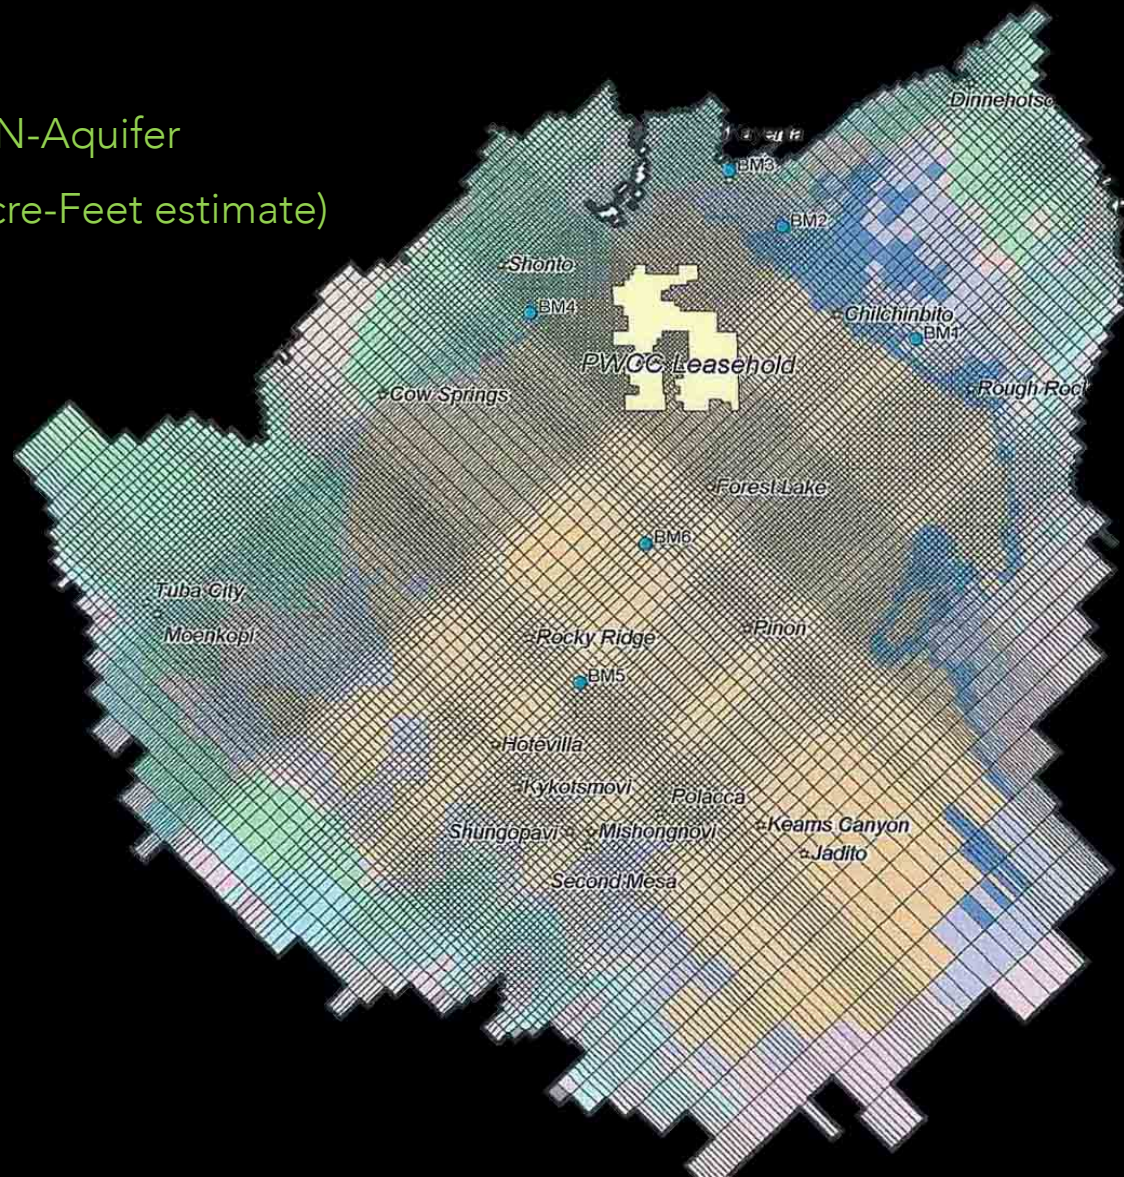 N-Aquifer
cre-Feet estimate)
Dinnehotso
Kayenta
BM3
BM2
Shonto
BM4
Chilchinbito
BM1
PWCC Leasehold
Rough Rock
Cow Springs
Forest Lake
BM6
Tuba City
Moenkopi
Pinon
Rocky Ridge
BM5
Hotevilla
Kykotsmovi
Polacca
Shungopavi
Mishongnovi
Keams Canyon
Jadito
Second Mesa